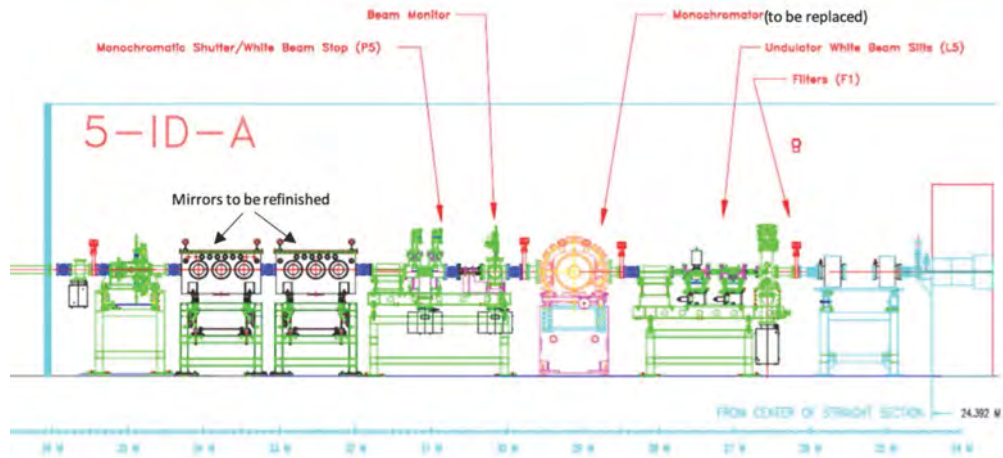 Beam Monitor
Monochromator(to be replaced)
Monochromatic Shutter/White Beam Stop (P5)
Undulator White Beam Slits (L5)
Filters (F1)
5-ID-A
Mirrors to be refinished
FROM CENTER OF STRAIGHT SECTION
24.392 M